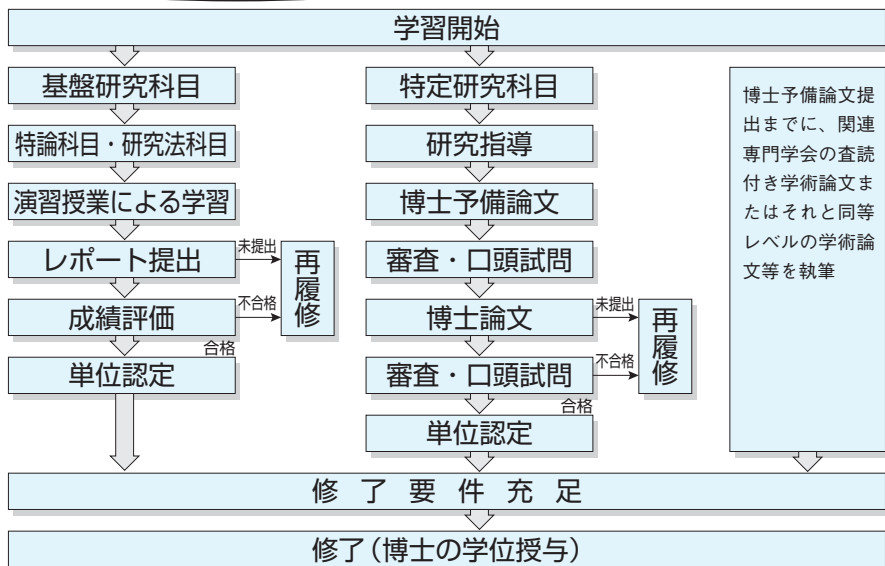 学習開始
基盤研究科目
特論科目・研究法科目
演習授業による学習
レポート提出
未提出
再履修
成績評価
不合格
合格
単位認定
特定研究科目
研究指導
博士予備論文
審査・口頭試問
博士論文
未提出
再履修
審査・口頭試問
不合格
合格
単位認定
博士予備論文提
出までに、関連
専門学会の査読
付き学術論文ま
たはそれと同等
レベルの学術論
文等を執筆
修了要件充足
修了(博士の学位授与)